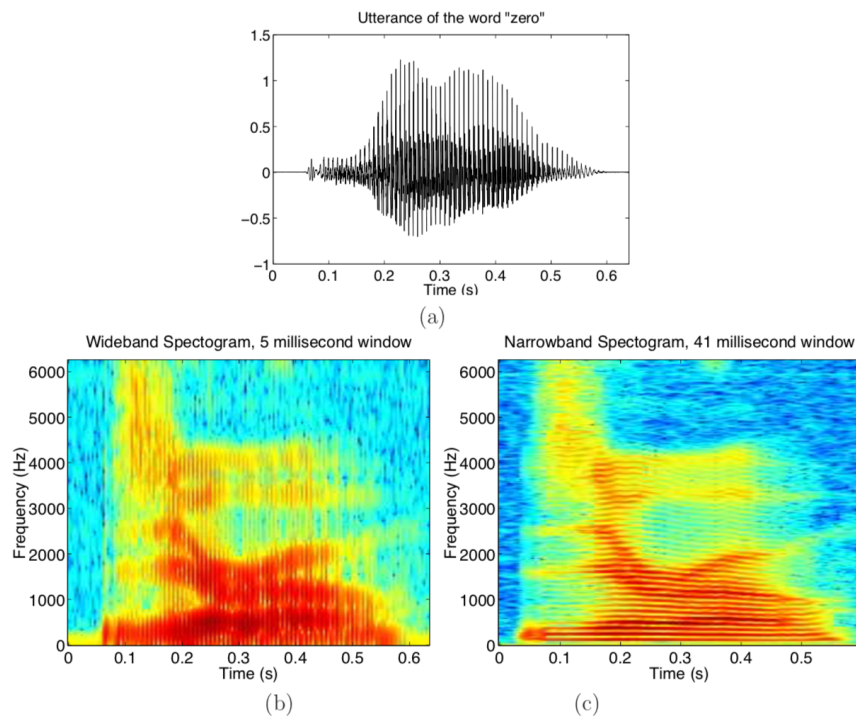 Utterance of the word "zero"
1.5
1
0.5
0
−0.5
−1
0 0.1 0.2 0.3 0.4 0.5 0.6
Time (s)
(a)
Wideband Spectogram, 5 millisecond window
6000
5000
4000
3000
2000
1000
0
Frequency (Hz)
0 0.1 0.2 0.3 0.4 0.5 0.6
Time (s)
(b)
Narrowband Spectogram, 41 millisecond window
6000
5000
4000
3000
2000
1000
0
Frequency (Hz)
0 0.1 0.2 0.3 0.4 0.5
Time (s)
(c)